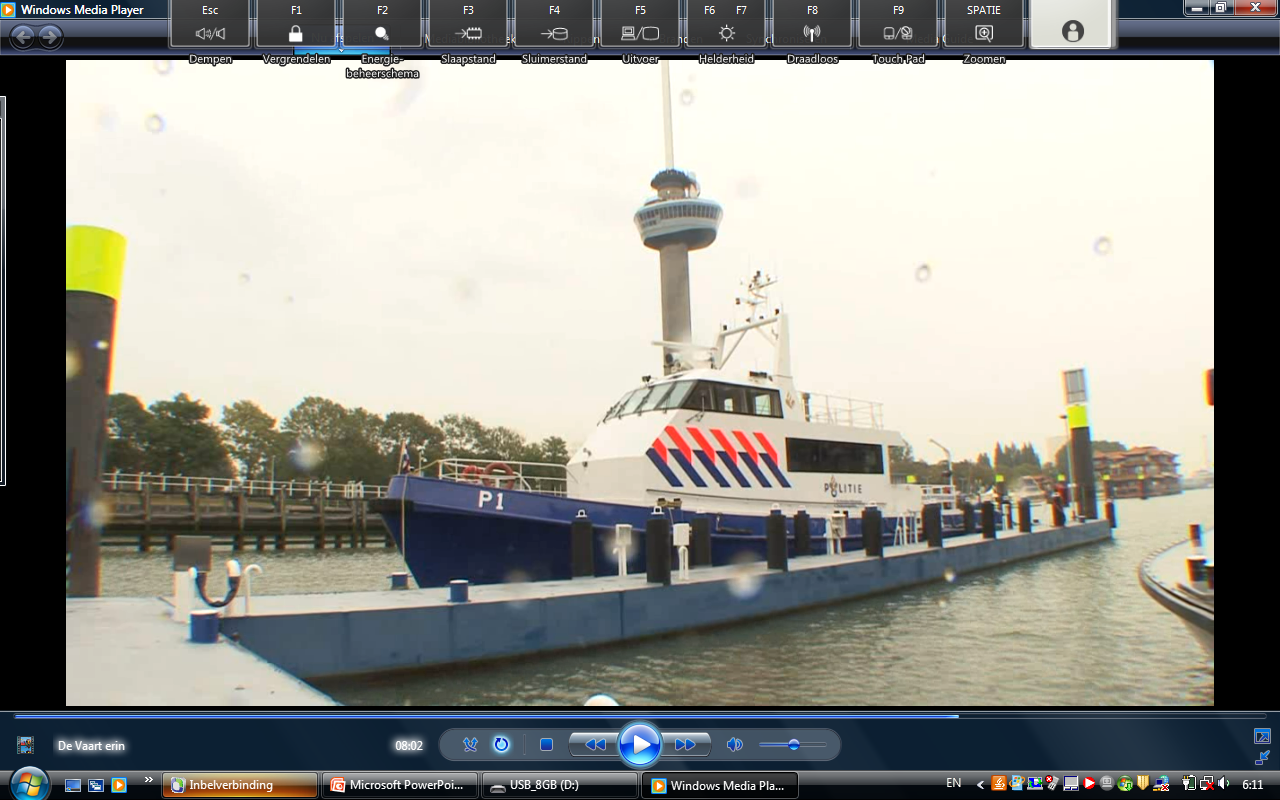 Windows Media Player
Esc
F1
F2
F3
F4
F5
F6 F7
F8
F9
SPATIE
Dempen
Vergrendelen
Energie-
beheerschema
Slaapstand
Sluimerstand
Uitvoer
Helderheid
Draadloos
Touch Pad
Zoomen
P1
POLITIE
De Vaart erin
08:02
Inbelverbinding
Microsoft PowerPoi...
USB_8GB (D:)
Windows Media Pla...
EN
6:11